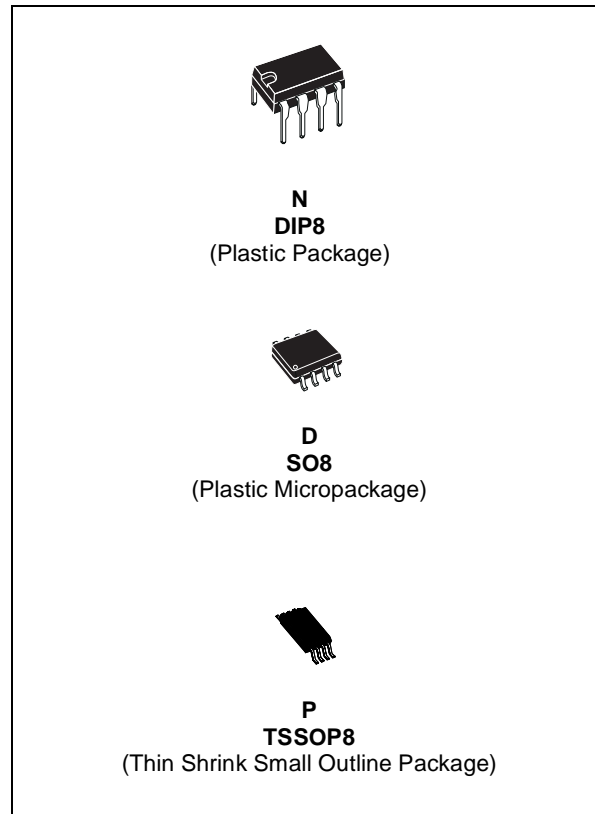 N
DIP8
(Plastic Package)
D
SO8
(Plastic Micropackage)
P
TSSOP8
(Thin Shrink Small Outline Package)